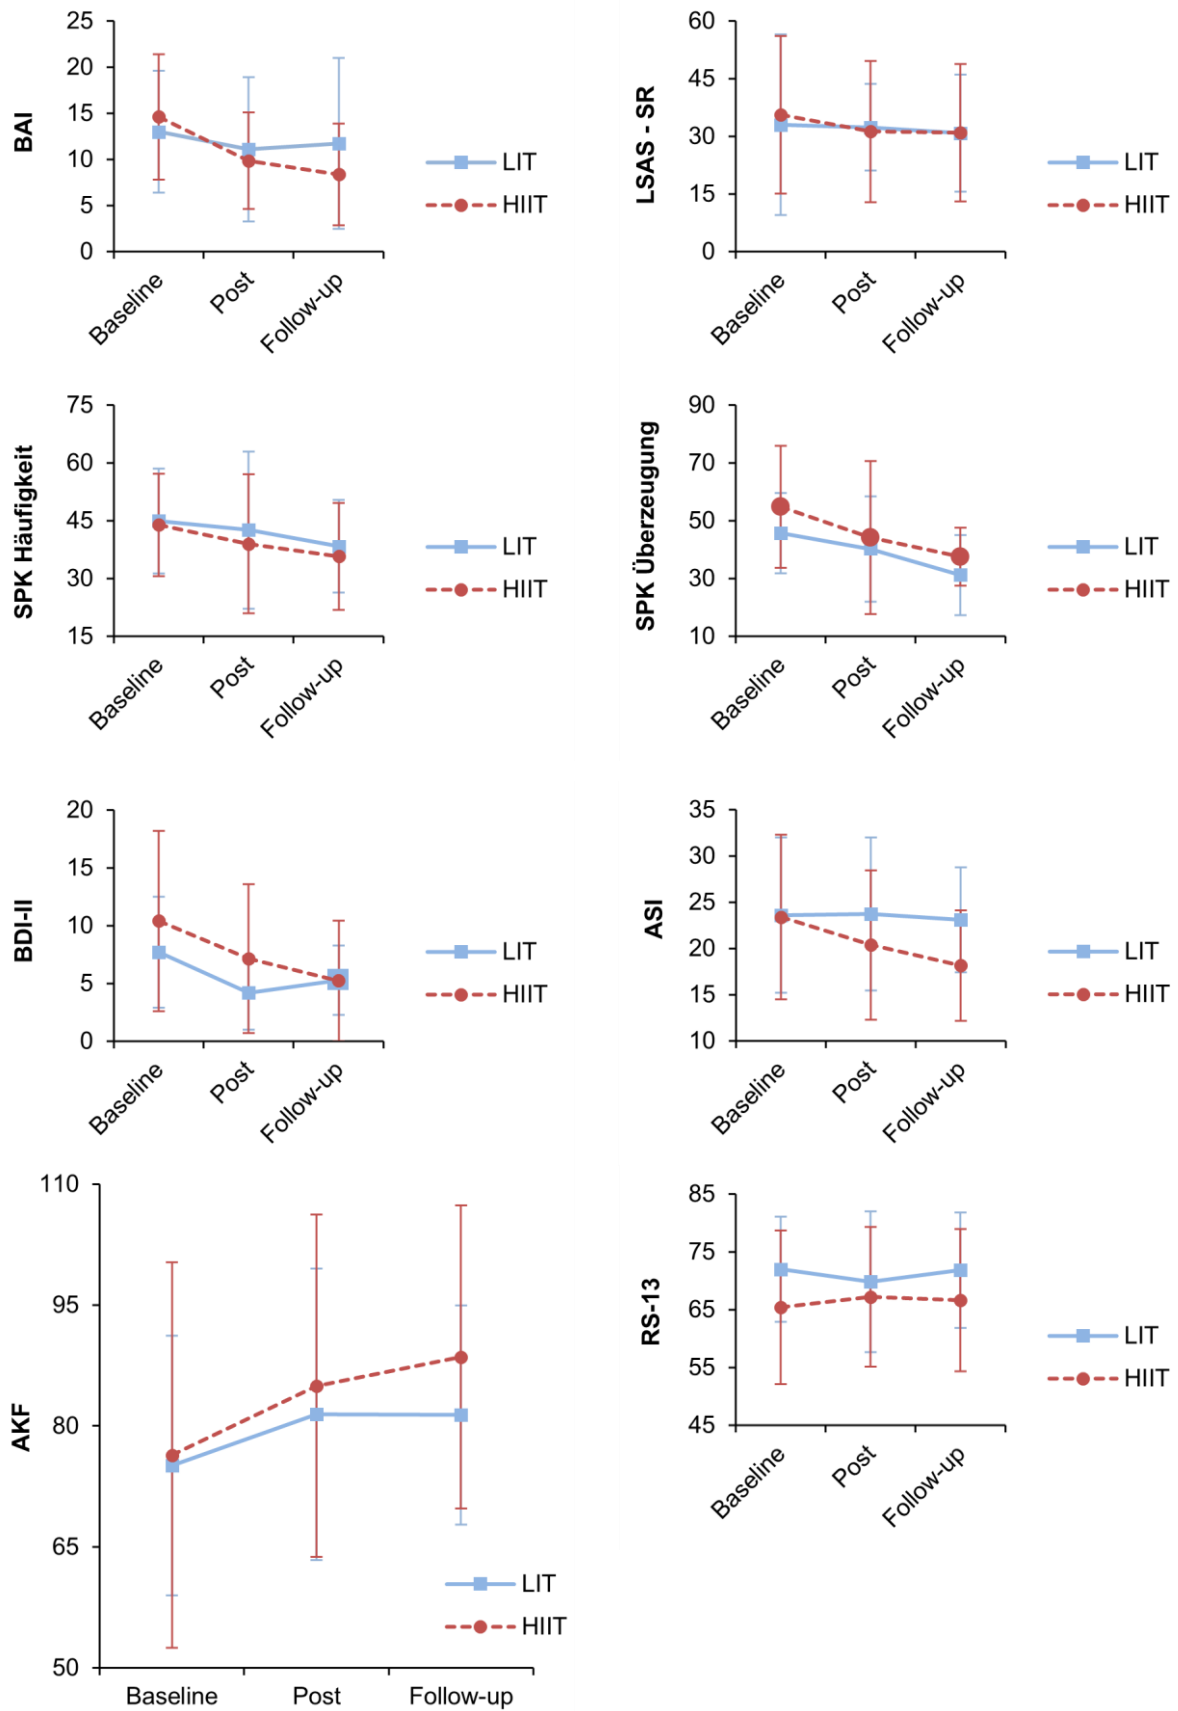 BAI
25
20
15
10
5
0
Baseline
Post
Follow-up
LIT
HIIT
LSAS - SR
60
45
30
15
0
Baseline
Post
Follow-up
LIT
HIIT
SPK Häufigkeit
75
60
45
30
15
Baseline
Post
Follow-up
LIT
HIIT
SPK Überzeugung
90
70
50
30
10
Baseline
Post
Follow-up
LIT
HIIT
BDI-II
20
15
10
5
0
Baseline
Post
Follow-up
LIT
HIIT
ASI
35
30
25
20
15
10
Baseline
Post
Follow-up
LIT
HIIT
AKF
110
95
80
65
50
Baseline
Post
Follow-up
LIT
HIIT
RS-13
85
75
65
55
45
Baseline
Post
Follow-up
LIT
HIIT